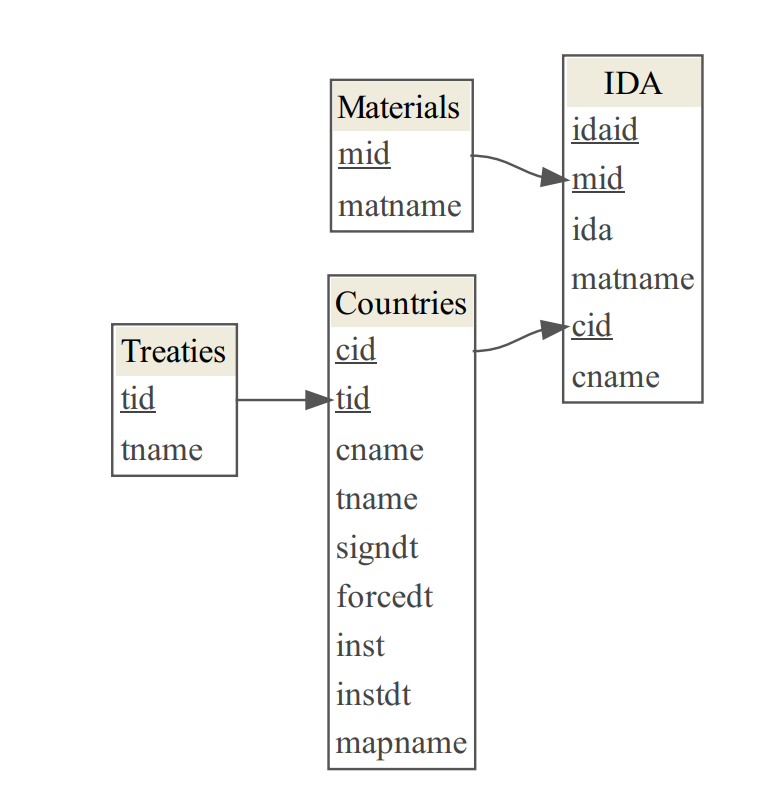 Materials
mid
matname
IDA
idaid
mid
ida
matname
cid
cname
Treaties
tid
tname
Countries
cid
tid
cname
tname
signdt
forcedt
inst
instdt
mapname